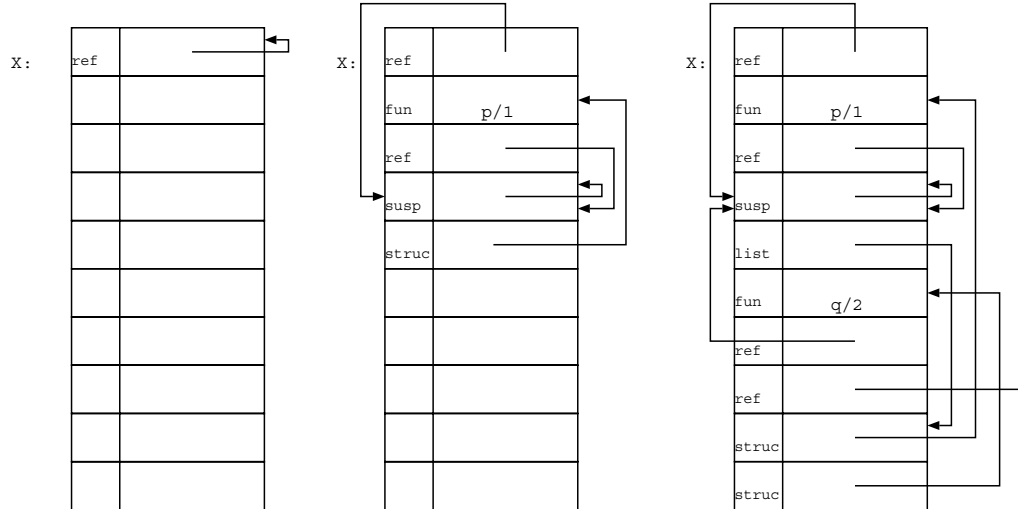 X:
ref
X:
ref
fun p/1
ref
susp
struc
X:
ref
fun p/1
ref
susp
list
fun q/2
ref
ref
struc
struc